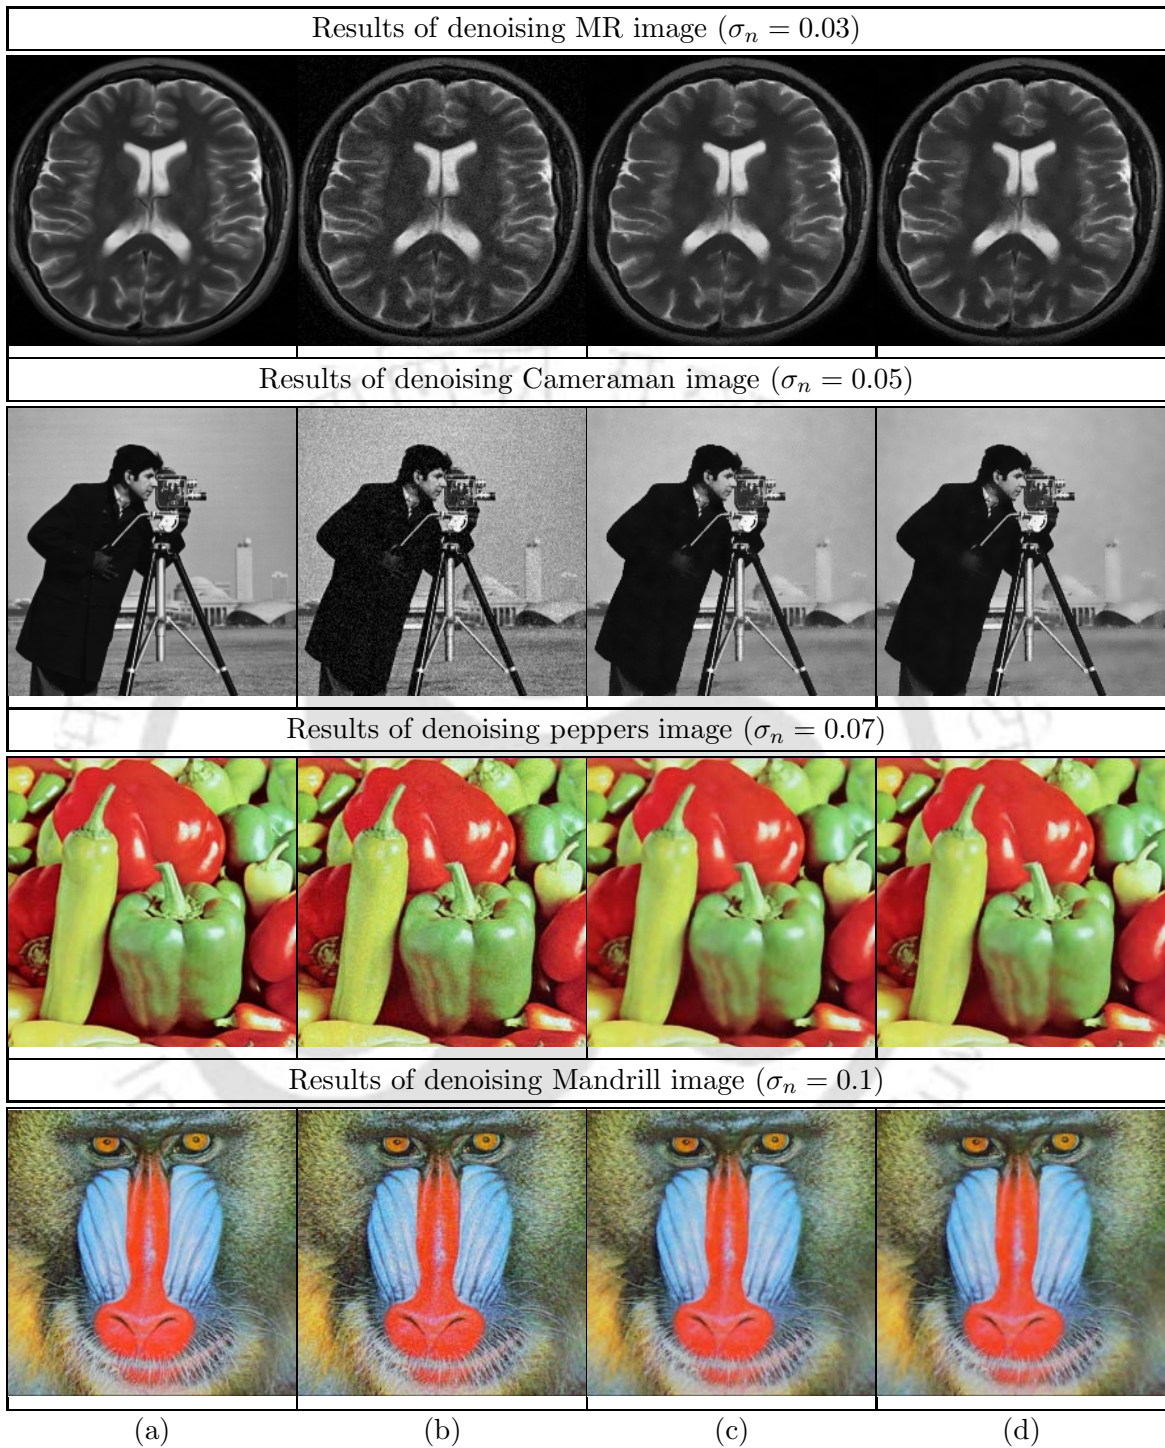 Results of denoising MR image (σₙ = 0.03)
Results of denoising Cameraman image (σₙ = 0.05)
Results of denoising peppers image (σₙ = 0.07)
Results of denoising Mandrill image (σₙ = 0.1)
(a) (b) (c) (d)